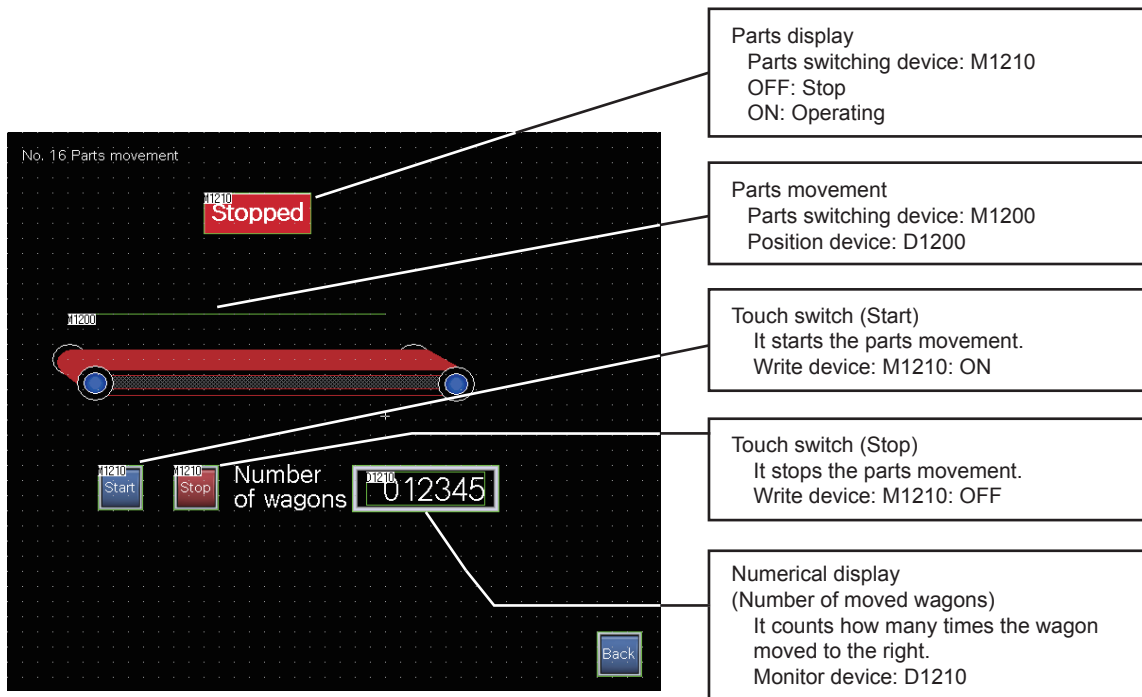 Parts display
Parts switching device: M1210
OFF: Stop
ON: Operating
No. 16 Parts movement
M1210
Stopped
Parts movement
Parts switching device: M1200
Position device: D1200
M1200
Touch switch (Start)
It starts the parts movement.
Write device: M1210: ON
Touch switch (Stop)
It stops the parts movement.
Write device: M1210: OFF
M1210
Start
M1210
Stop
Number
of wagons
D1210
012345
Numerical display
(Number of moved wagons)
It counts how many times the wagon
moved to the right.
Monitor device: D1210
Back